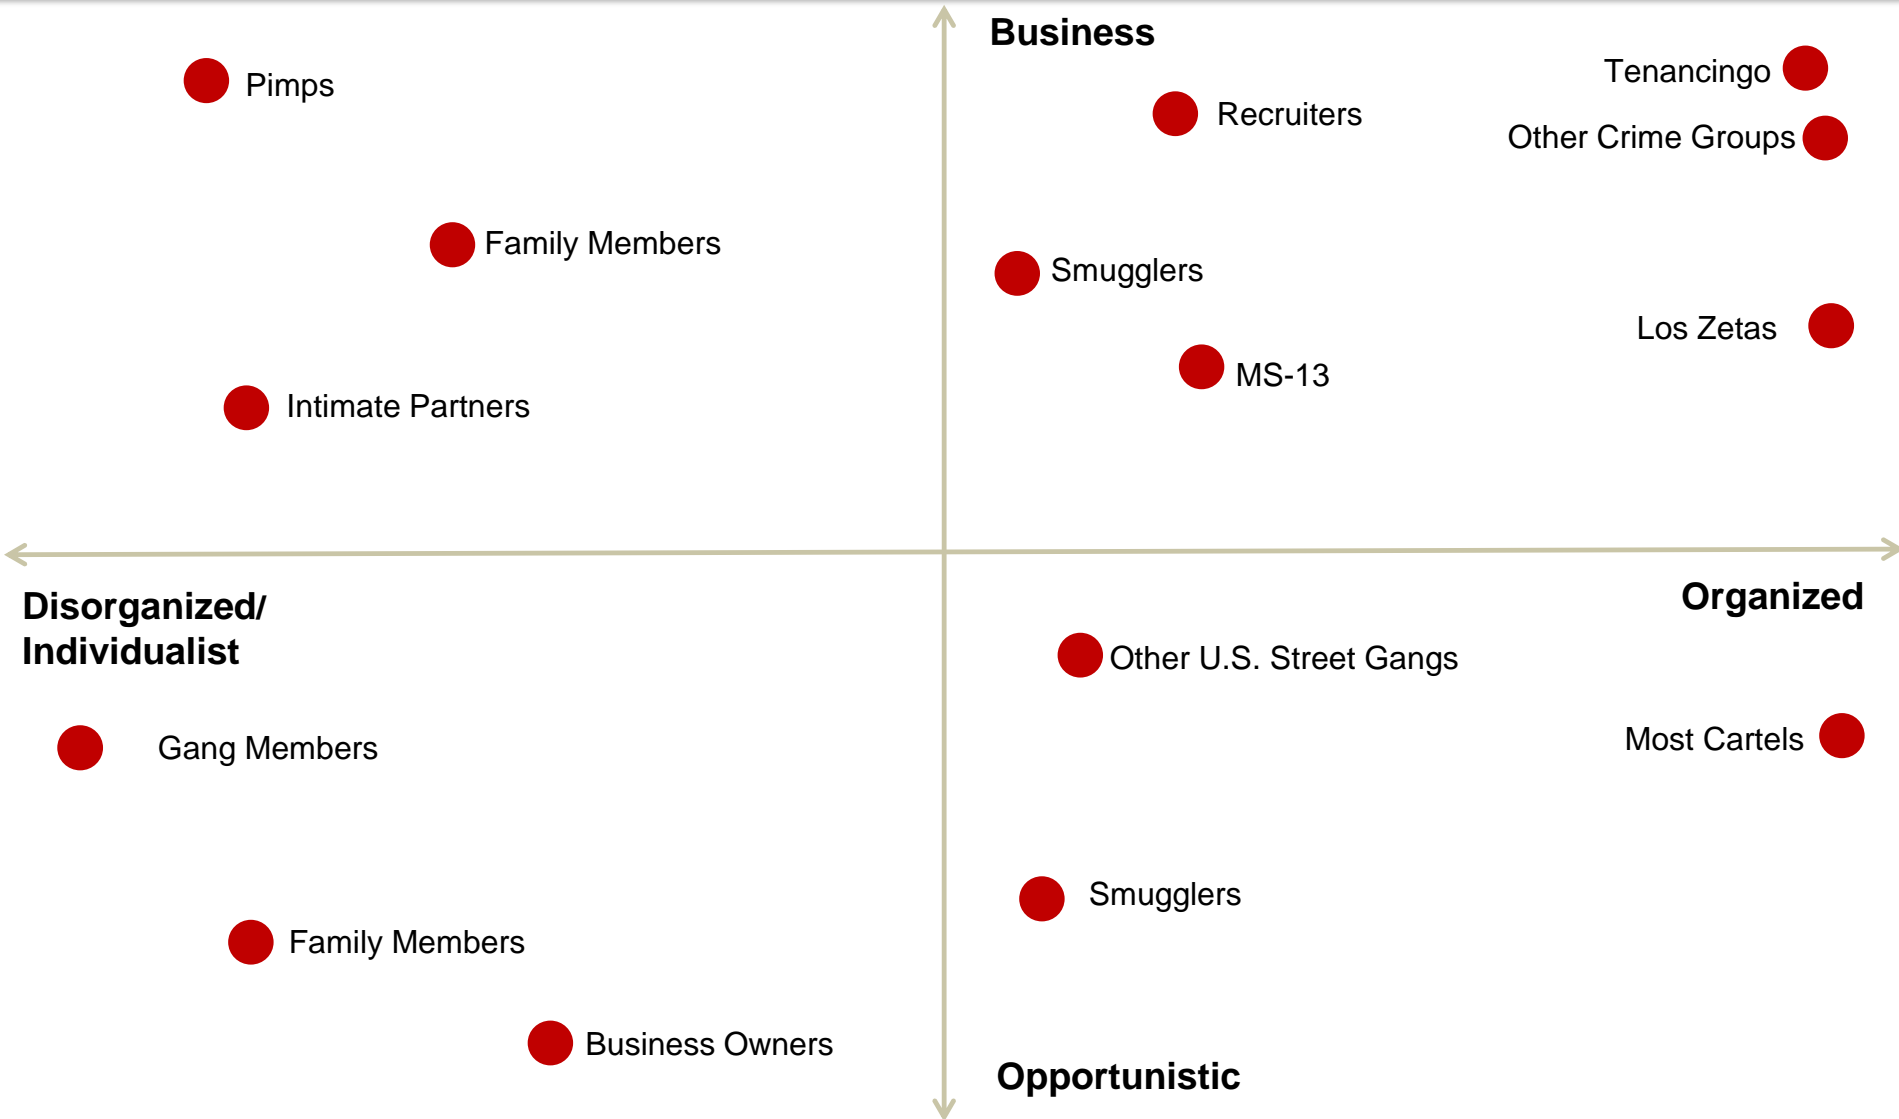 Business
Tenancingo
Pimps
Recruiters
Other Crime Groups
Family Members
Smugglers
Los Zetas
MS-13
Intimate Partners
Disorganized/
Individualist
Organized
Other U.S. Street Gangs
Gang Members
Most Cartels
Smugglers
Family Members
Business Owners
Opportunistic